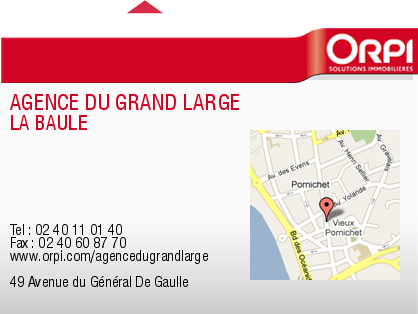 ORPI
SOLUTIONS IMMOBILIÈRES
AGENCE DU GRAND LARGE
LA BAULE
Tel : 02 40 11 01 40
Fax : 02 40 60 87 70
www.orpi.com/agencedugrandlarge
49 Avenue du Général De Gaulle
Av. des Evens
Av. Henri Sellier
Av. Gravelais
Pornichet
Av. Yolande
Vieux
Pornichet
Bd des Océanid